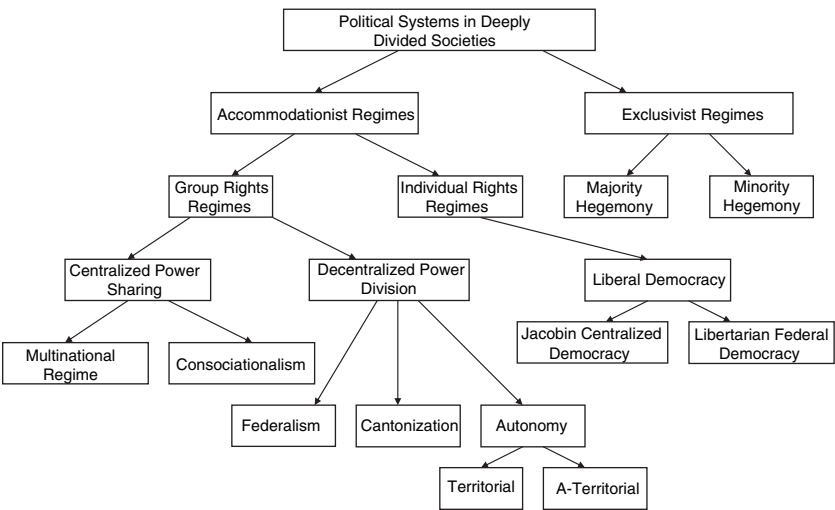 Political Systems in Deeply
Divided Societies
Accommodationist Regimes
Exclusivist Regimes
Group Rights
Regimes
Individual Rights
Regimes
Majority
Hegemony
Minority
Hegemony
Centralized Power
Sharing
Decentralized Power
Division
Liberal Democracy
Multinational
Regime
Consociationalism
Jacobin Centralized
Democracy
Libertarian Federal
Democracy
Federalism
Cantonization
Autonomy
Territorial
A-Territorial